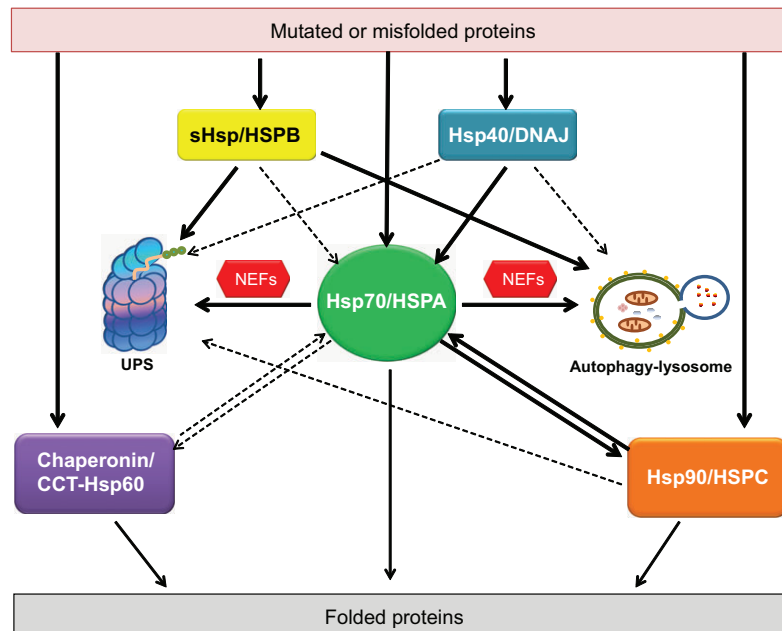 Mutated or misfolded proteins
sHsp/HSPB
Hsp40/DNAJ
NEFs
Hsp70/HSPA
NEFs
UPS
Autophagy-lysosome
Chaperonin/
CCT-Hsp60
Hsp90/HSPC
Folded proteins